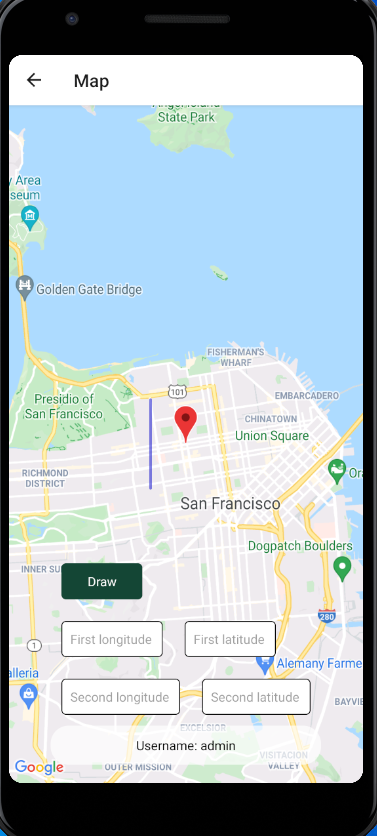 Map
Angel Island
State Park
y Area
seum
Golden Gate Bridge
FISHERMAN'S
WHARF
101
Presidio of
San Francisco
EMBARCADERO
CHINATOWN
Union Square
RICHMOND
DISTRICT
Ora
San Francisco
Dogpatch Boulders
INNER SU
Draw
280
First longitude
First latitude
1
alleria
Alemany Farme
Second longitude
Second latitude
BAYVIE
EXCELSIOR
Username: admin
VISITACION
VALLEY
Google
OUTER MISSION